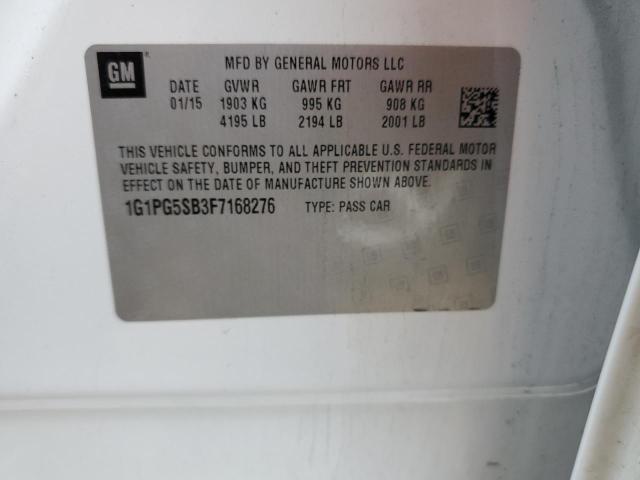 GM
MFD BY GENERAL MOTORS LLC
DATE GVWR GAWR FRT GAWR RR
01/15 1903 KG 995 KG 908 KG
4195 LB 2194 LB 2001 LB
THIS VEHICLE CONFORMS TO ALL APPLICABLE U.S. FEDERAL MOTOR
VEHICLE SAFETY, BUMPER, AND THEFT PREVENTION STANDARDS IN
EFFECT ON THE DATE OF MANUFACTURE SHOWN ABOVE.
1G1PG5SB3F7168276 TYPE: PASS CAR